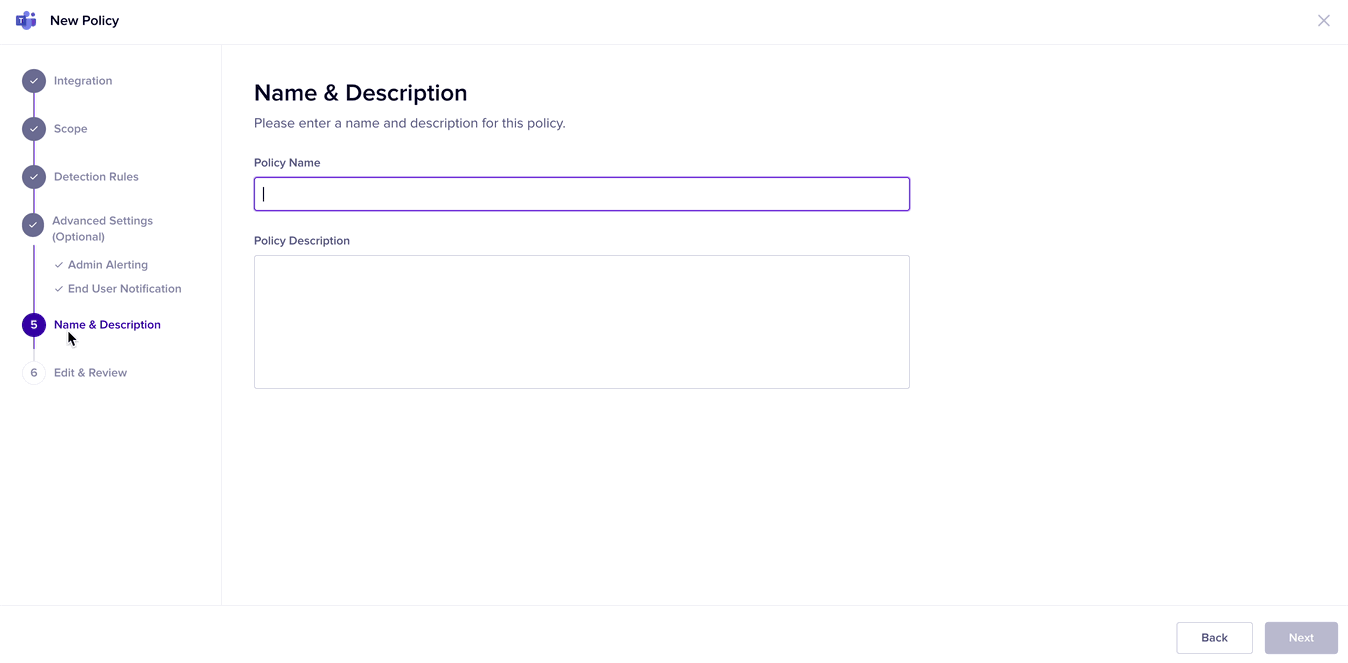 New Policy
Integration
Scope
Detection Rules
Advanced Settings
(Optional)
Admin Alerting
End User Notification
5 Name & Description
6 Edit & Review
Name & Description
Please enter a name and description for this policy.
Policy Name
Policy Description
Back
Next